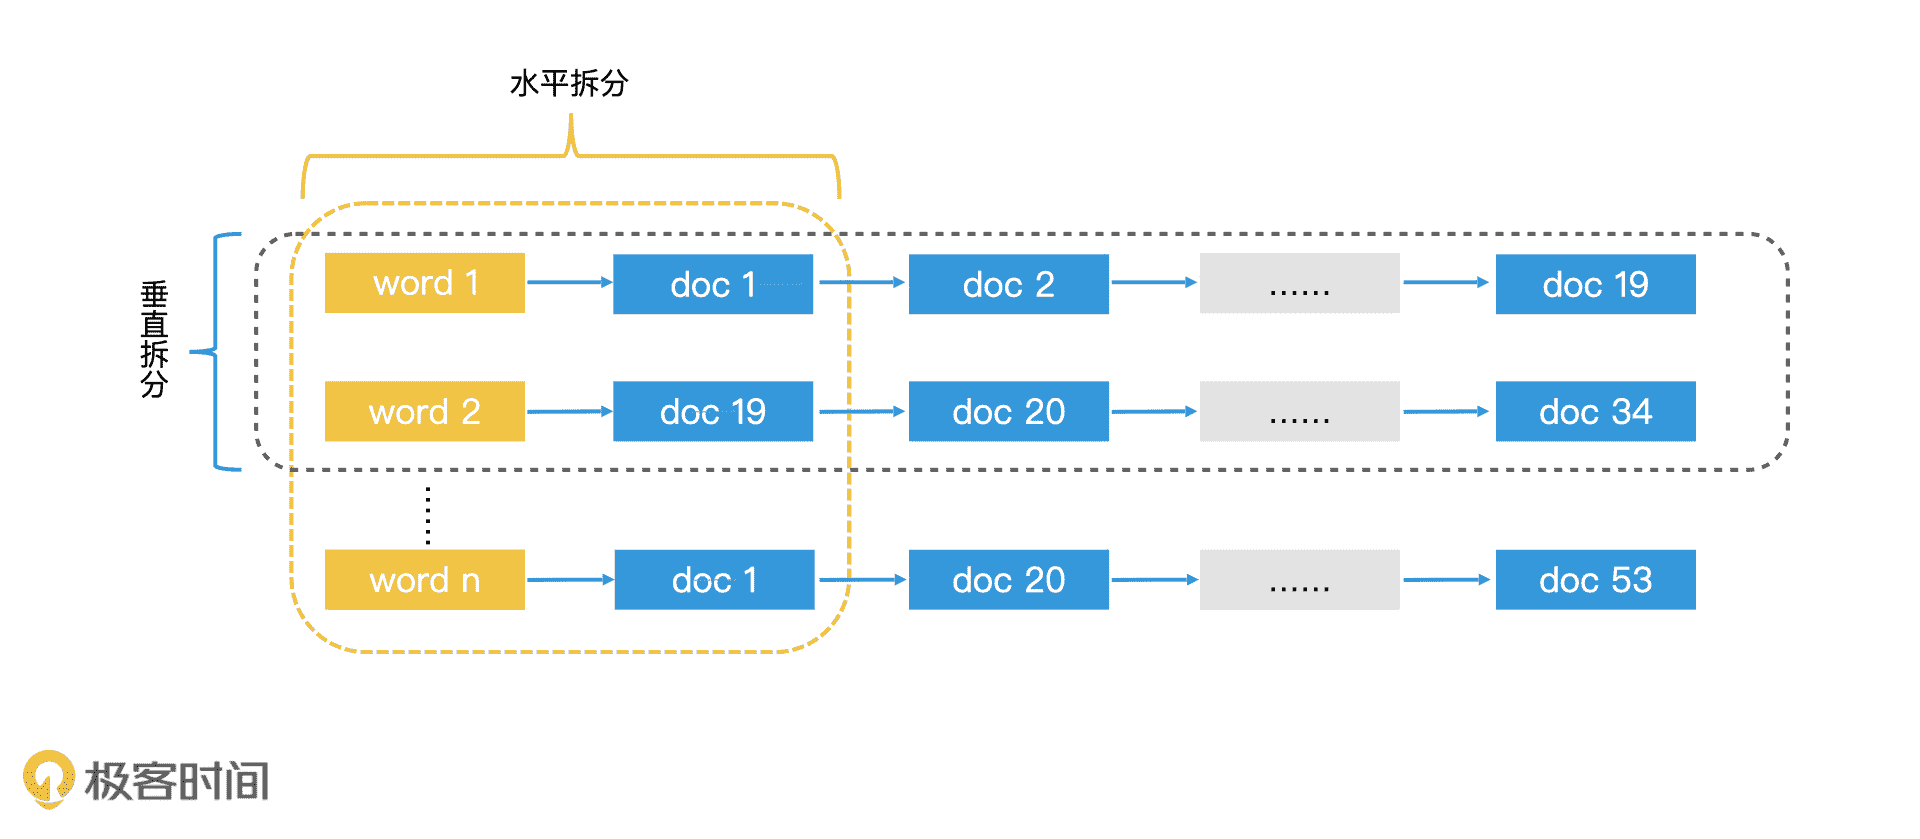 水平拆分
垂直拆分
word 1 doc 1 doc 2 ...... doc 19
word 2 doc 19 doc 20 ...... doc 34
word n doc 1 doc 20 ...... doc 53
极客时间